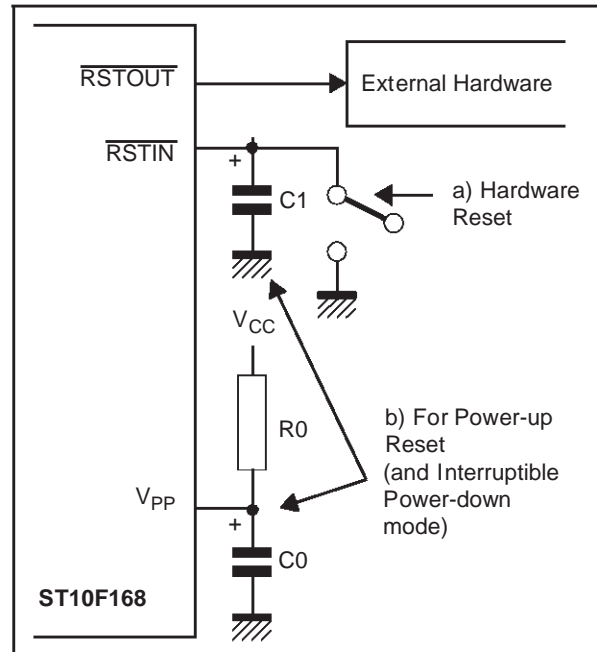 RSTOUT
External Hardware
RSTIN
+
C1
a) Hardware
Reset
VCC
R0
b) For Power-up
Reset
(and Interruptible
Power-down
mode)
VPP
+
C0
ST10F168